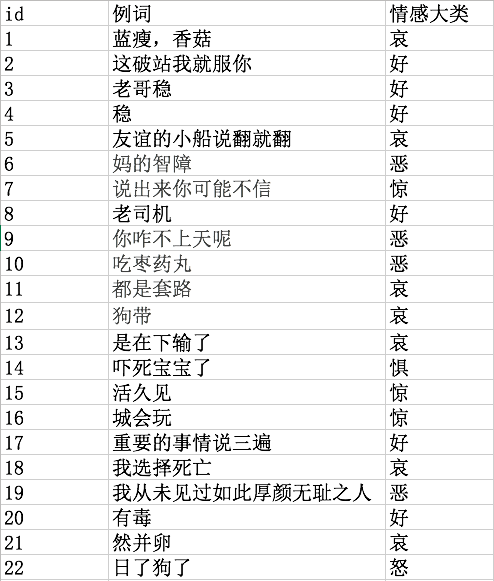 id 例词 情感大类
1 蓝瘦，香菇 哀
2 这破站我就服你 好
3 老哥稳 好
4 稳 好
5 友谊的小船说翻就翻 哀
6 妈的智障 恶
7 说出来你可能不信 惊
8 老司机 好
9 你咋不上天呢 恶
10 吃枣药丸 恶
11 都是套路 哀
12 狗带 哀
13 是在下输了 哀
14 吓死宝宝了 惧
15 活久见 惊
16 城会玩 惊
17 重要的事情说三遍 好
18 我选择死亡 哀
19 我从未见过如此厚颜无耻之人 恶
20 有毒 好
21 然并卵 哀
22 日了狗了 怒